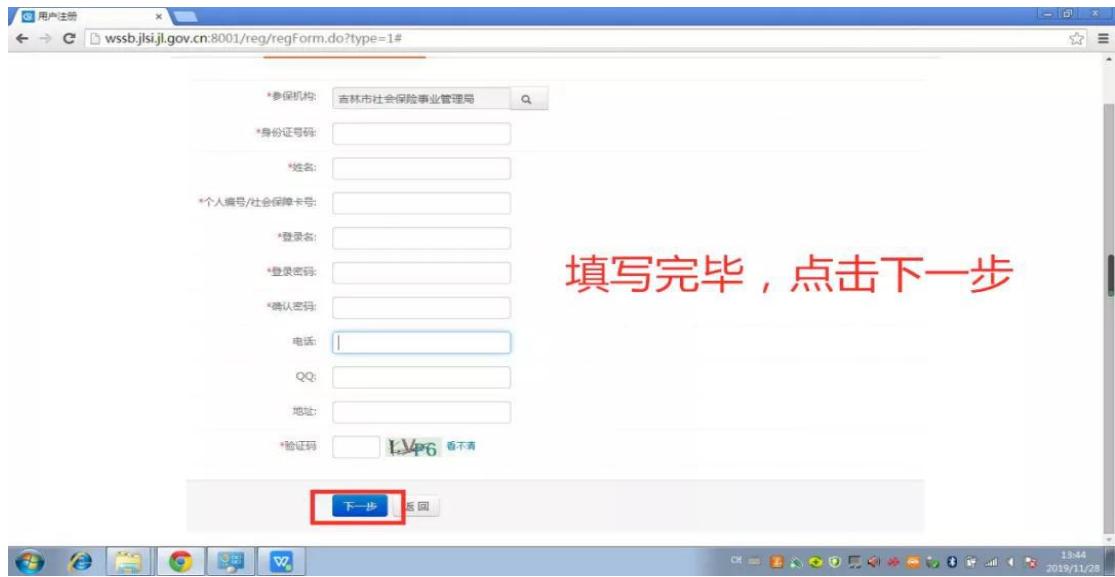 用户注册
wssb.jlsi.jl.gov.cn:8001/reg/regForm.do?type=1#
*参保机构: 吉林市社会保险事业管理局
*身份证号码:
*姓名:
*个人编号/社会保障卡号:
*登录名:
*登录密码:
填写完毕，点击下一步
*确认密码:
电话:
QQ:
地址:
*验证码 LVP6 看不清
下一步 返回
CH 13:44
2019/11/28